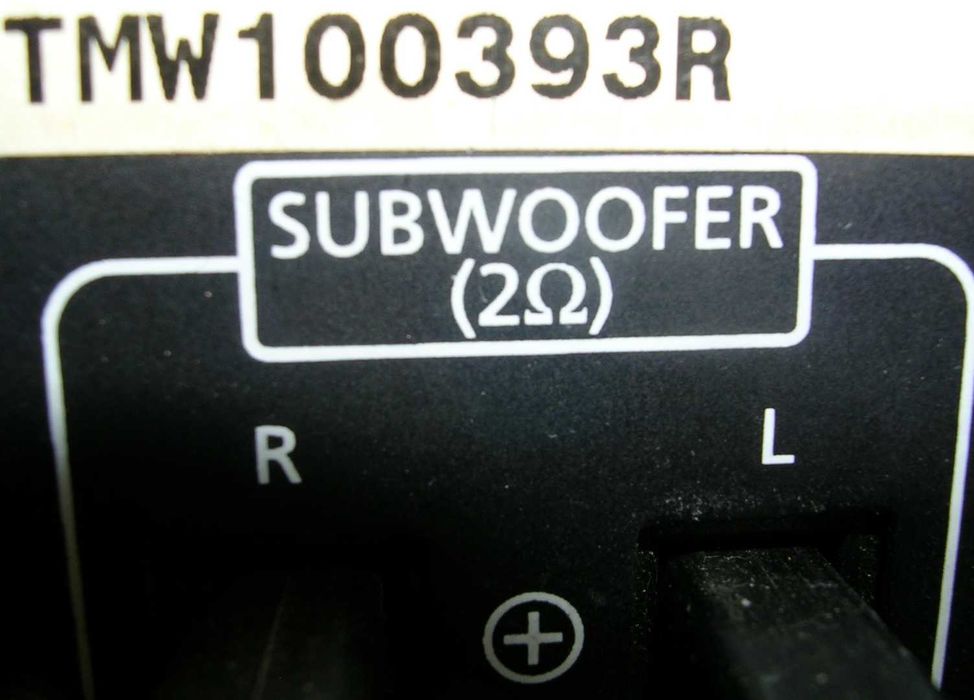 TMW100393R
SUBWOOFER
(2Ω)
R L
+